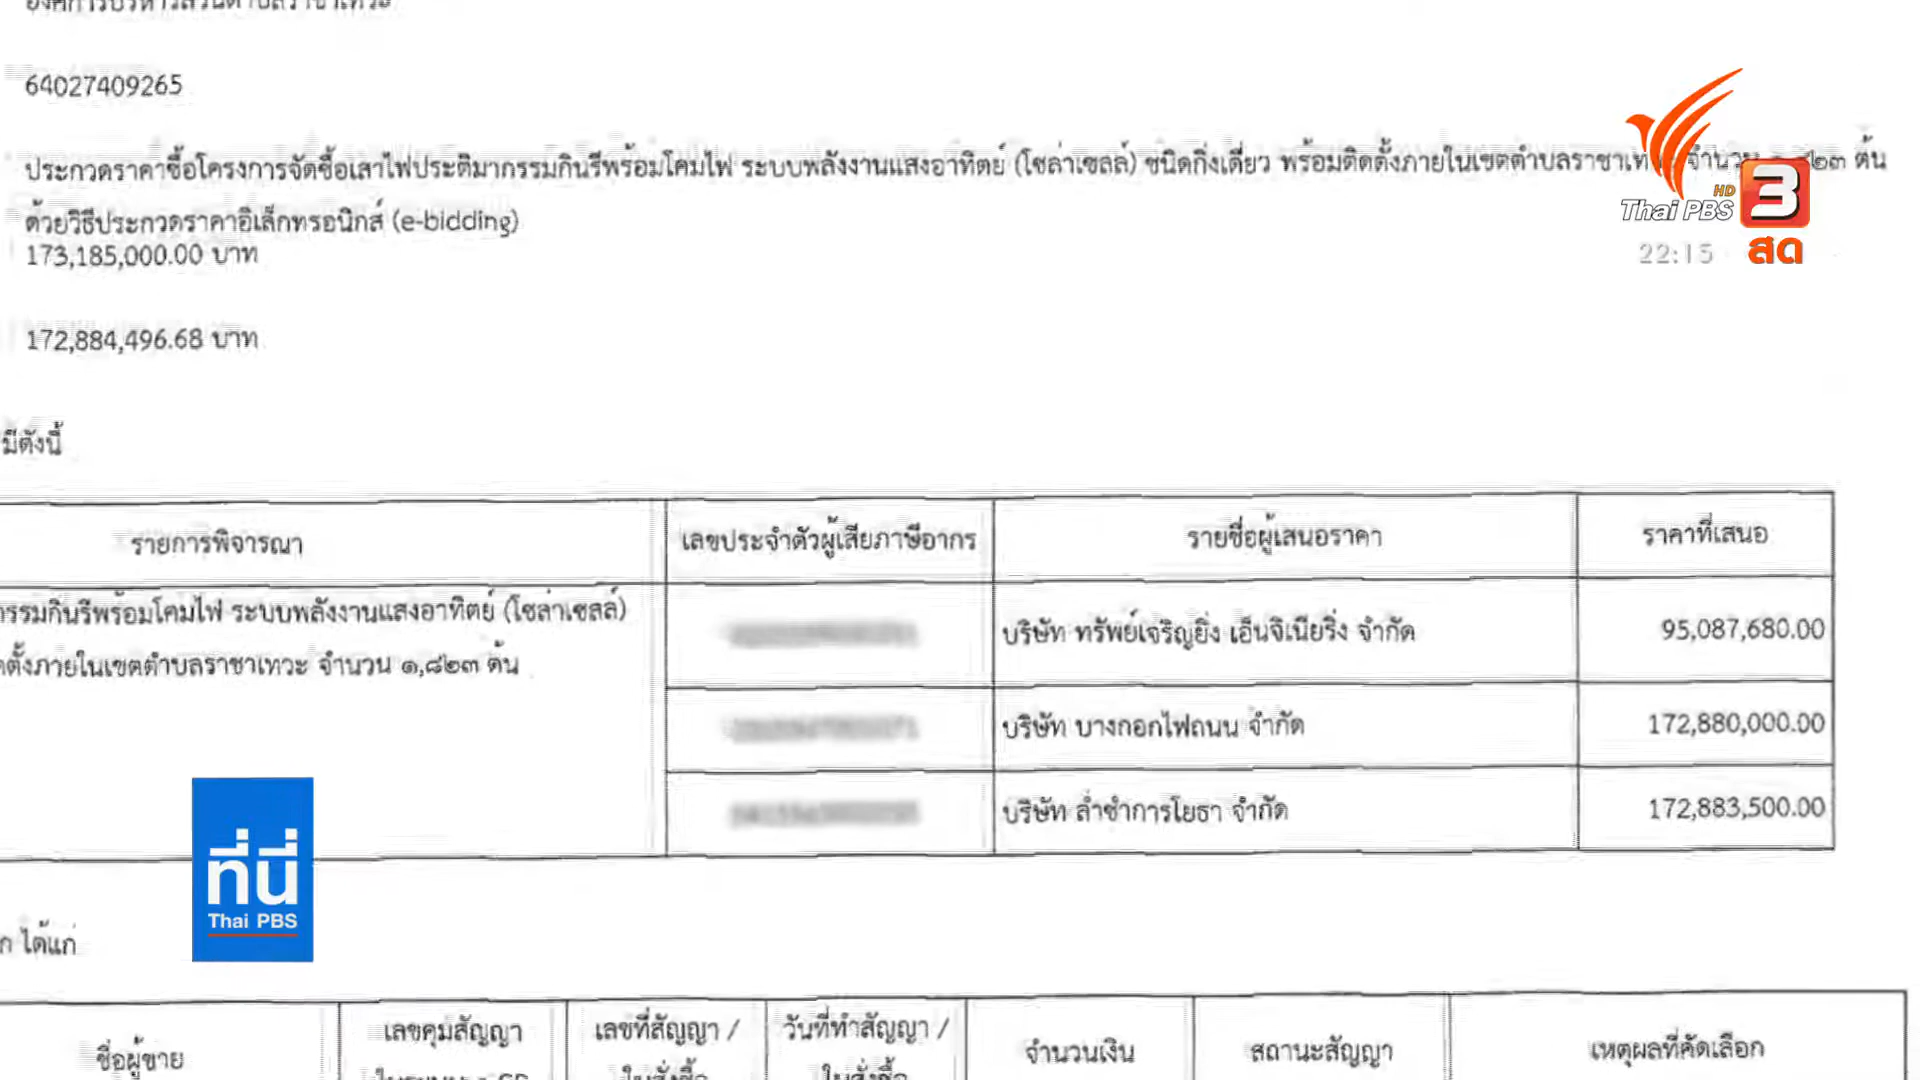 องค์การบริหารส่วนตำบลราชาเทวะ
64027409265
ประกวดราคาซื้อโครงการจัดซื้อเสาไฟประติมากรรมกินรีพร้อมโคมไฟ ระบบพลังงานแสงอาทิตย์ (โซล่าเซลล์) ชนิดกิ่งเดี่ยว พร้อมติดตั้งภายในเขตตำบลราชาเท จำนวน ๘๒๓ ต้น
ด้วยวิธีประกวดราคาอิเล็กทรอนิกส์ (e-bidding)
173,185,000.00 บาท
172,884,496.68 บาท
HD
Thai PBS 3
22:15 สด
มีดังนี้
รายการพิจารณา เลขประจำตัวผู้เสียภาษีอากร รายชื่อผู้เสนอราคา ราคาที่เสนอ
กรรมกินรีพร้อมโคมไฟ ระบบพลังงานแสงอาทิตย์ (โซล่าเซลล์)
ตั้งภายในเขตตำบลราชาเทวะ จำนวน ๑,๘๒๓ ต้น
บริษัท ทรัพย์เจริญยิ่ง เอ็นจิเนียริ่ง จำกัด 95,087,680.00
บริษัท บางกอกไฟถนน จำกัด 172,880,000.00
บริษัท ล่ำซำการโยธา จำกัด 172,883,500.00
ที่นี่
Thai PBS
ก ได้แก่
ชื่อผู้ขาย เลขคุมสัญญา เลขที่สัญญา / วันที่ทำสัญญา / จำนวนเงิน สถานะสัญญา เหตุผลที่คัดเลือก
ใบสั่งซื้อ ใบสั่งซื้อ